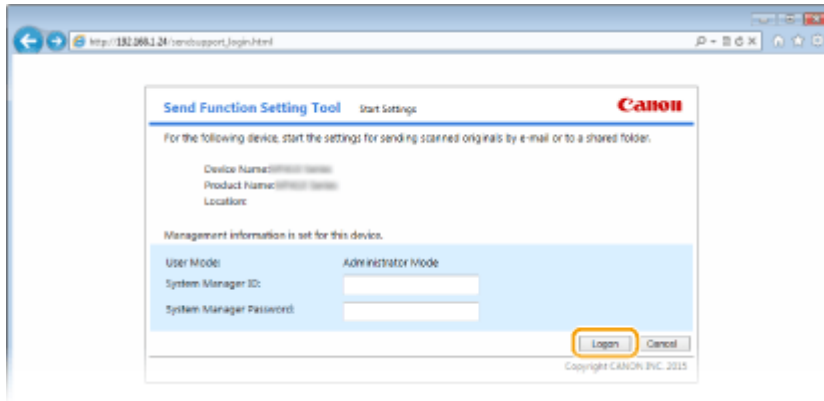 http://192.168.1.24/sendsupport_login.html
Send Function Setting Tool Start Settings Canon
For the following device, start the settings for sending scanned originals by e-mail or to a shared folder.
Device Name:
Product Name:
Location:
Management information is set for this device.
User Mode: Administrator Mode
System Manager ID:
System Manager Password:
Logon Cancel
Copyright CANON INC. 2015